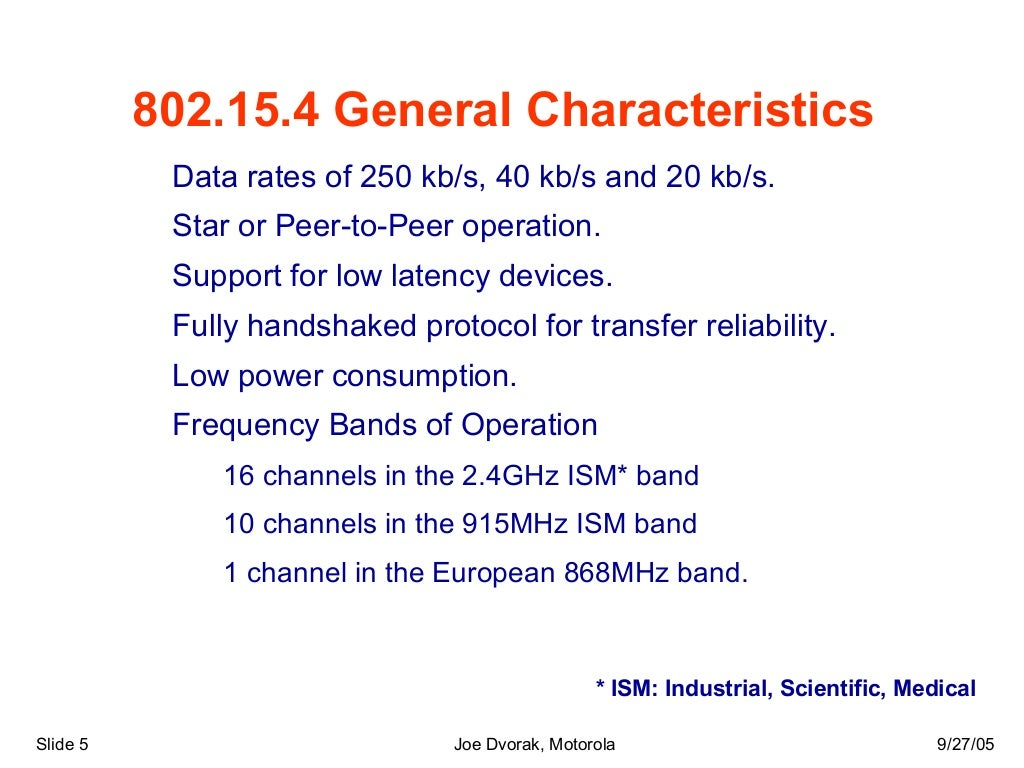 802.15.4 General Characteristics
Data rates of 250 kb/s, 40 kb/s and 20 kb/s.
Star or Peer-to-Peer operation.
Support for low latency devices.
Fully handshaked protocol for transfer reliability.
Low power consumption.
Frequency Bands of Operation
16 channels in the 2.4GHz ISM* band
10 channels in the 915MHz ISM band
1 channel in the European 868MHz band.
* ISM: Industrial, Scientific, Medical
Slide 5 Joe Dvorak, Motorola 9/27/05